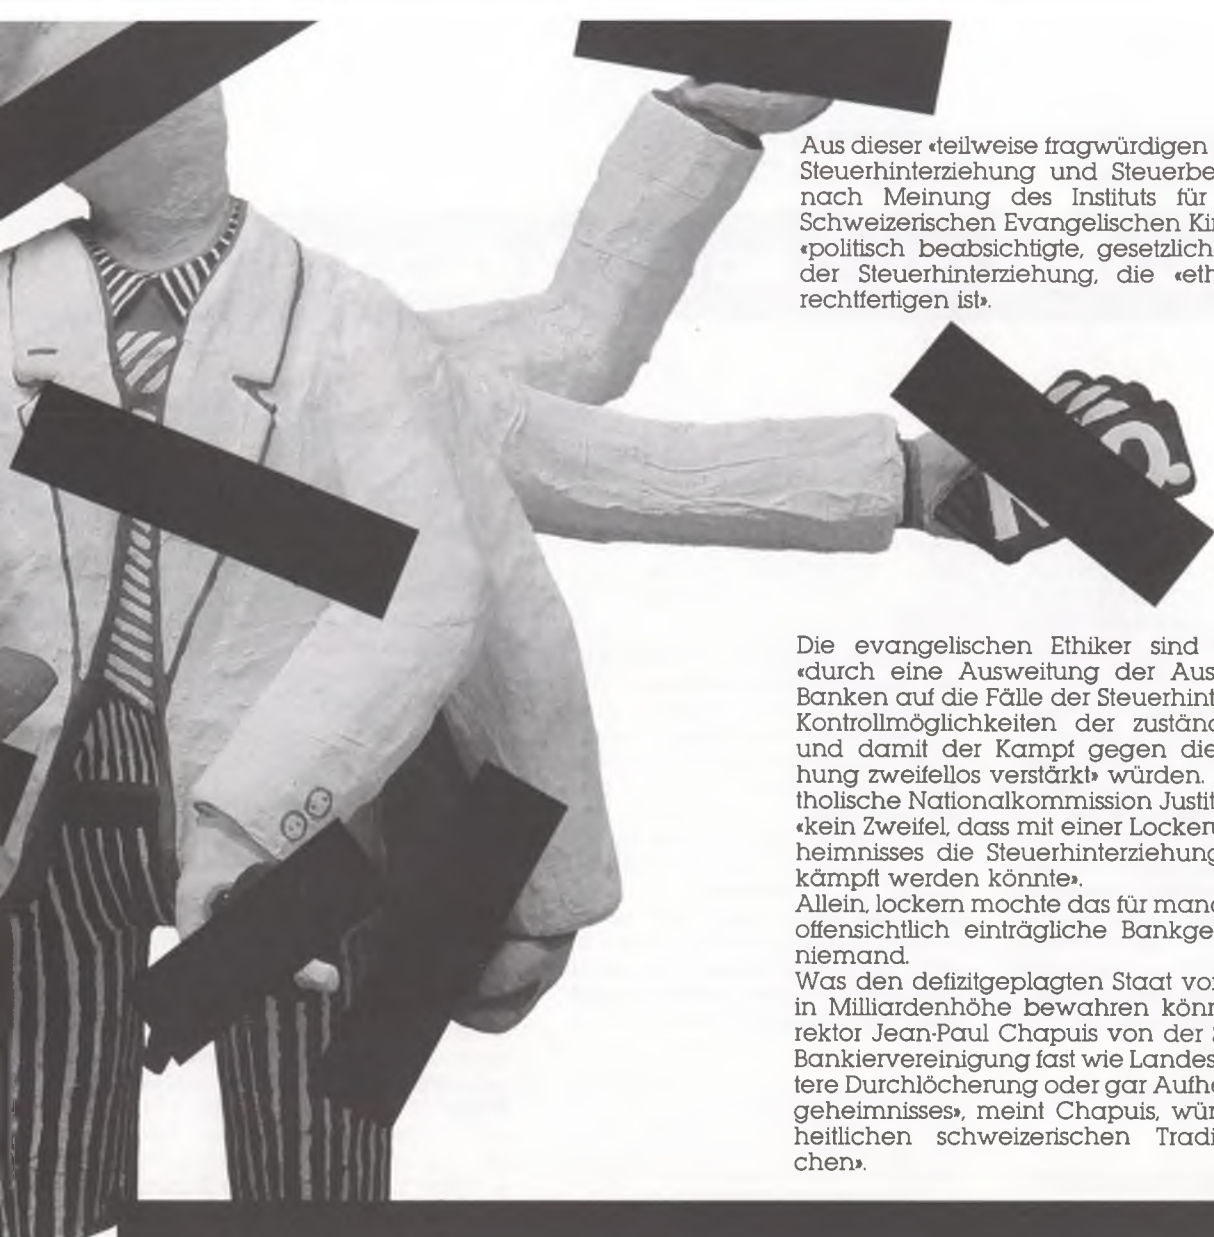 Aus dieser «teilweise fragwürdigen
Steuerhinterziehung und Steuerbe
nach Meinung des Instituts für
Schweizerischen Evangelischen Kir
«politisch beabsichtigte, gesetzlich
der Steuerhinterziehung, die «eth
rechtfertigen ist».
Die evangelischen Ethiker sind
«durch eine Ausweitung der Aus
Banken auf die Fälle der Steuerhint
Kontrollmöglichkeiten der zustän
und damit der Kampf gegen die
hung zweifellos verstärkt» würden.
tholische Nationalkommission Justit
«kein Zweifel, dass mit einer Locker
heimnisses die Steuerhinterziehung
kämpft werden könnte».
Allein, lockern mochte das für manc
offensichtlich einträgliche Bankge
niemand.
Was den defizitgeplagten Staat vo
in Milliardenhöhe bewahren könn
rektor Jean-Paul Chapuis von der
Bankiervereinigung fast wie Landes
tere Durchlöcherung oder gar Aufhe
geheimnisses», meint Chapuis, wür
heitlichen schweizerischen Tradi
chen».